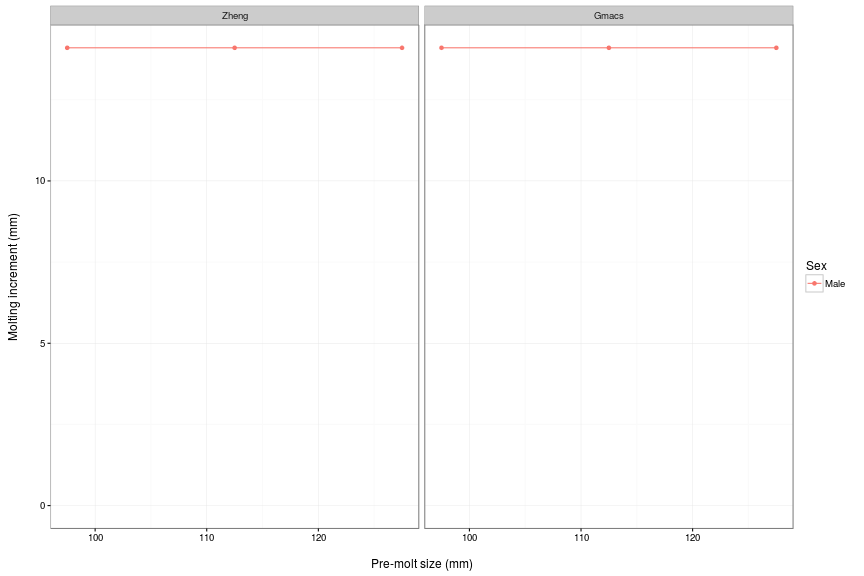 Zheng Gmacs
Molting increment (mm)
10
5
0
100 110 120 100 110 120
Pre-molt size (mm)
Sex
Male